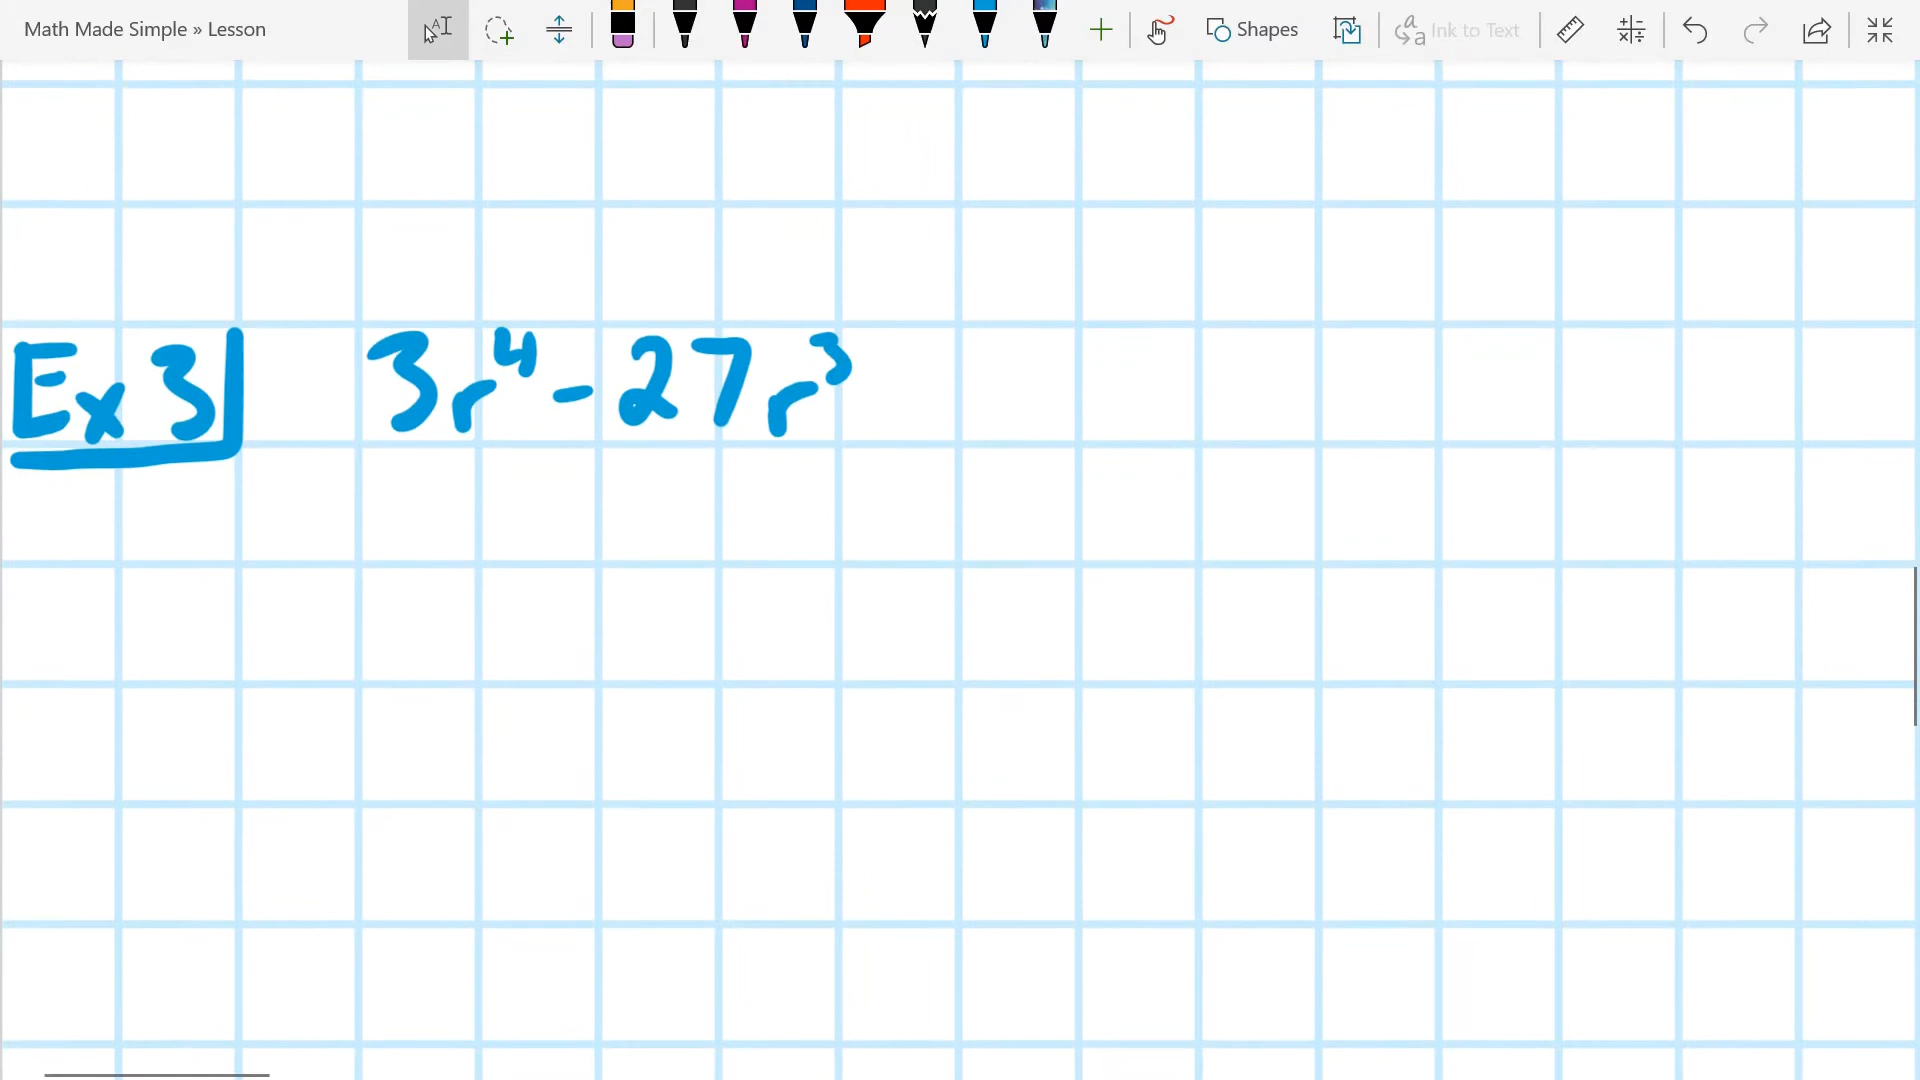 Math Made Simple » Lesson
Shapes
Ink to Text
Ex 3 3r⁴-27r³